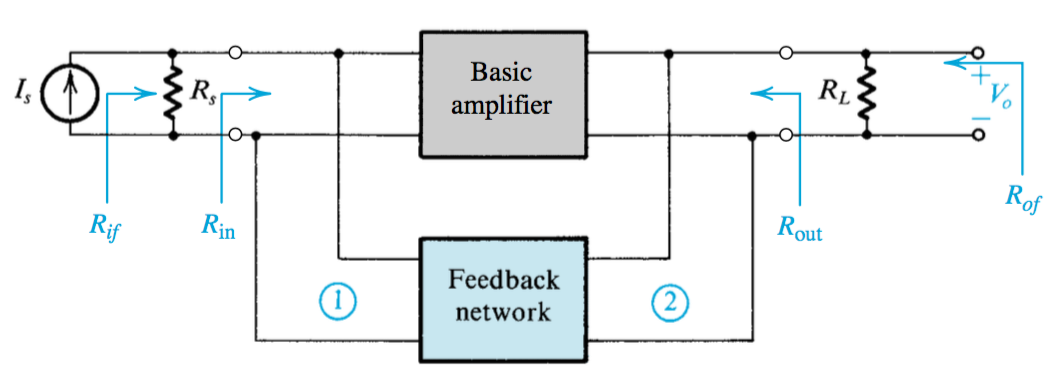 Basic
amplifier
I_s
R_s
R_L
+
V_o
−
R_if
R_in
R_out
R_of
Feedback
network
1
2